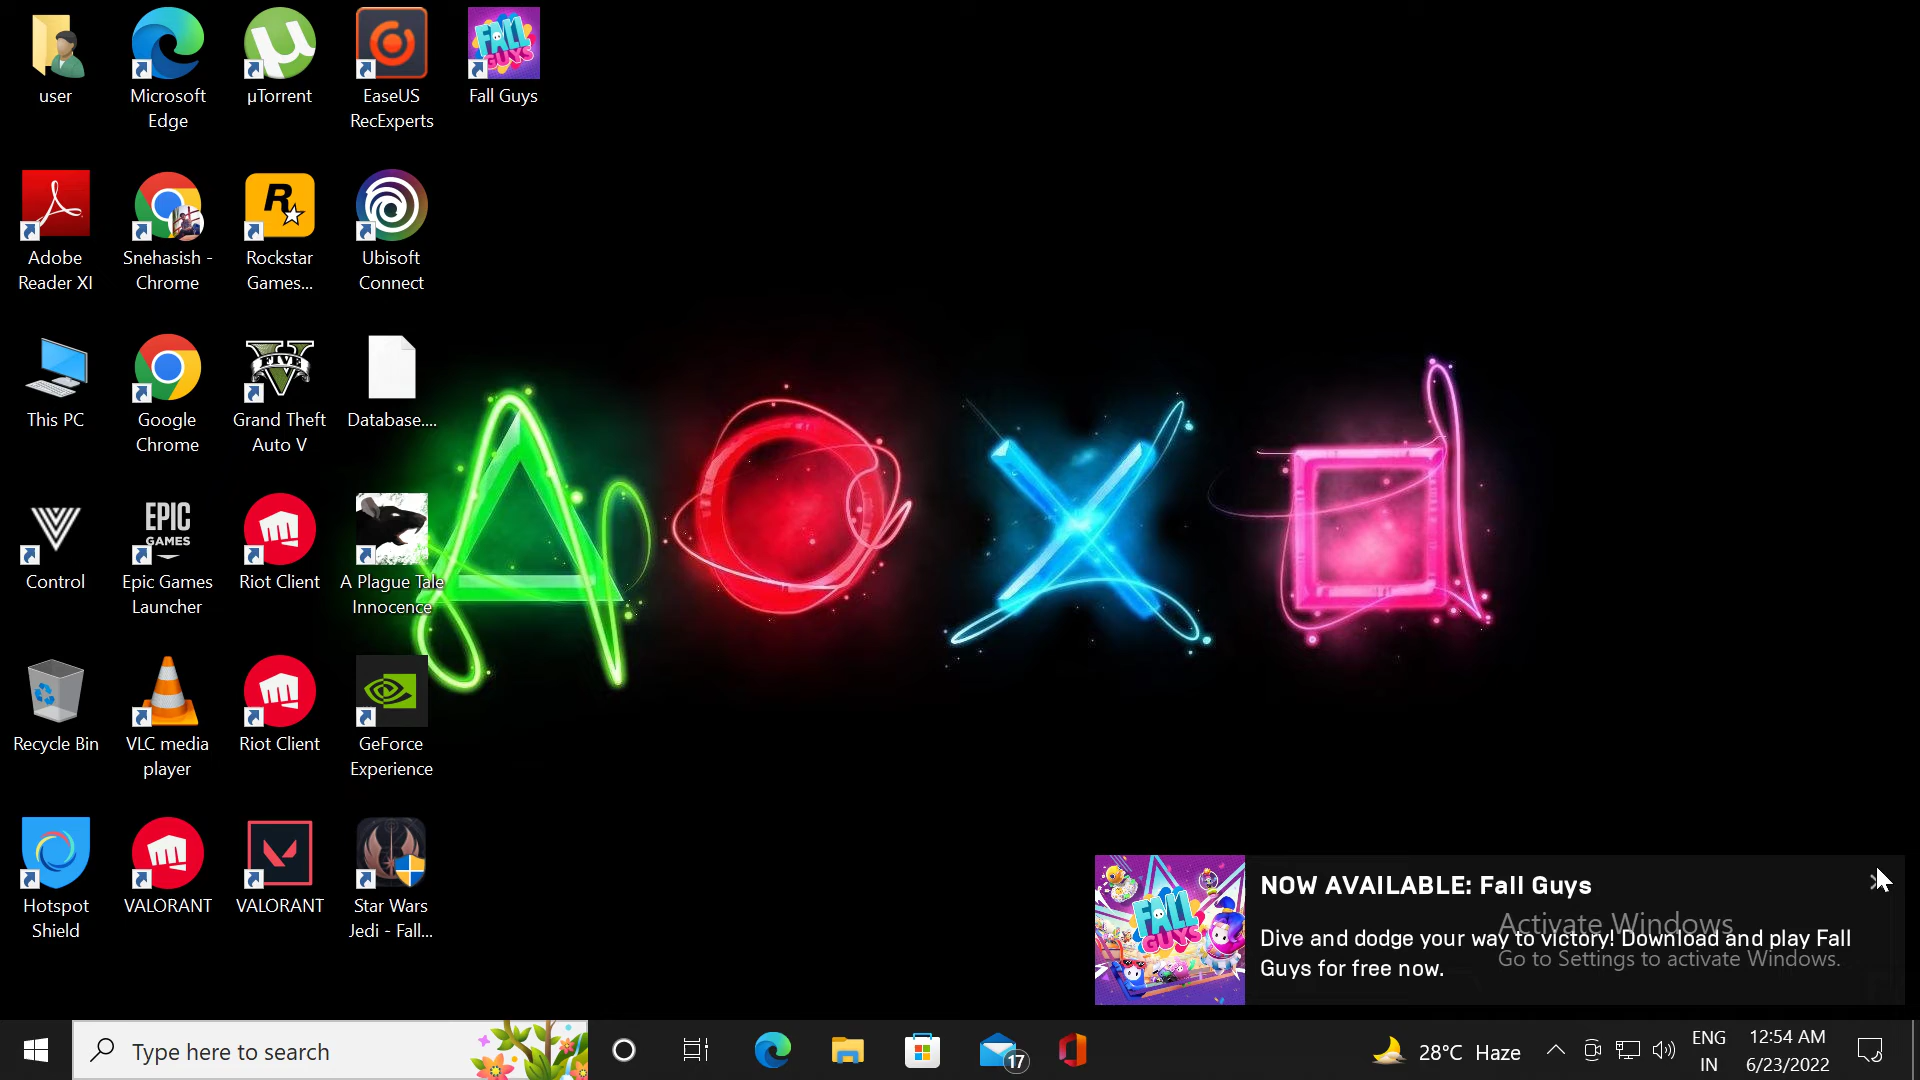 user
Microsoft
Edge
µTorrent
EaseUS
RecExperts
FALL
GUYS
Fall Guys
Adobe
Reader XI
Snehasish -
Chrome
R
Rockstar
Games...
Ubisoft
Connect
This PC
Google
Chrome
FIVE
Grand Theft
Auto V
Database....
Control
EPIC
GAMES
Epic Games
Launcher
Riot Client
A Plague Tale
Innocence
Recycle Bin
VLC media
player
Riot Client
GeForce
Experience
Hotspot
Shield
VALORANT
VALORANT
Star Wars
Jedi - Fall...
FALL
GUYS
NOW AVAILABLE: Fall Guys
Dive and dodge your way to victory! Download and play Fall
Guys for free now.
Activate Windows
Go to Settings to activate Windows.
Type here to search
17
28°C Haze
ENG
IN
12:54 AM
6/23/2022